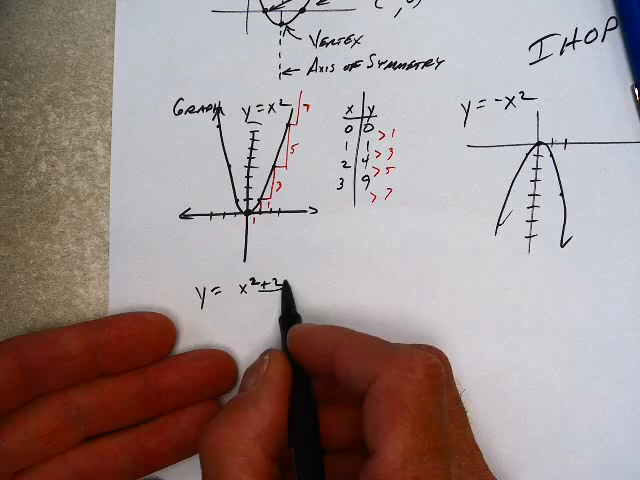 VERTEX
AXIS OF SYMMETRY
IHOP
GRAPH y = x²
7
5
3
1
1
x y
0 0
1 1
2 4
3 9
> 1
> 3
> 5
> 7
y = -x²
y = x² + 2